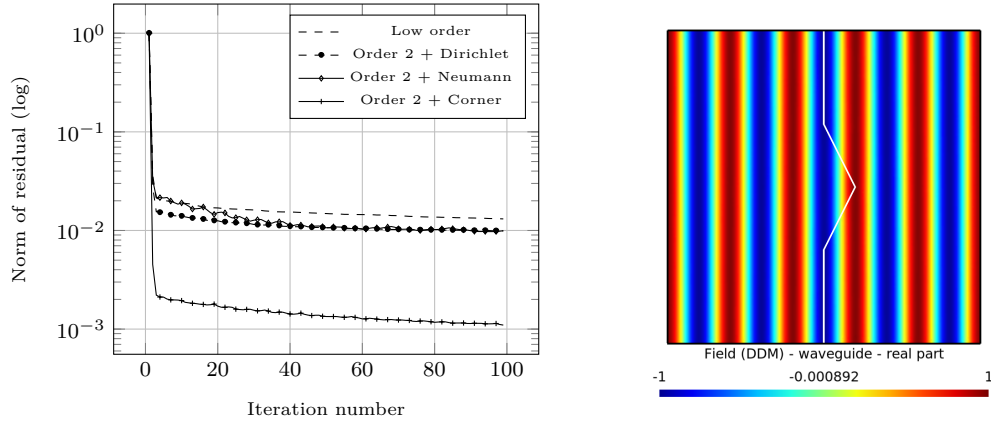 Norm of residual (log)
10^0
10^−1
10^−2
10^−3
Low order
Order 2 + Dirichlet
Order 2 + Neumann
Order 2 + Corner
0 20 40 60 80 100
Iteration number
Field (DDM) - waveguide - real part
-1 -0.000892 1